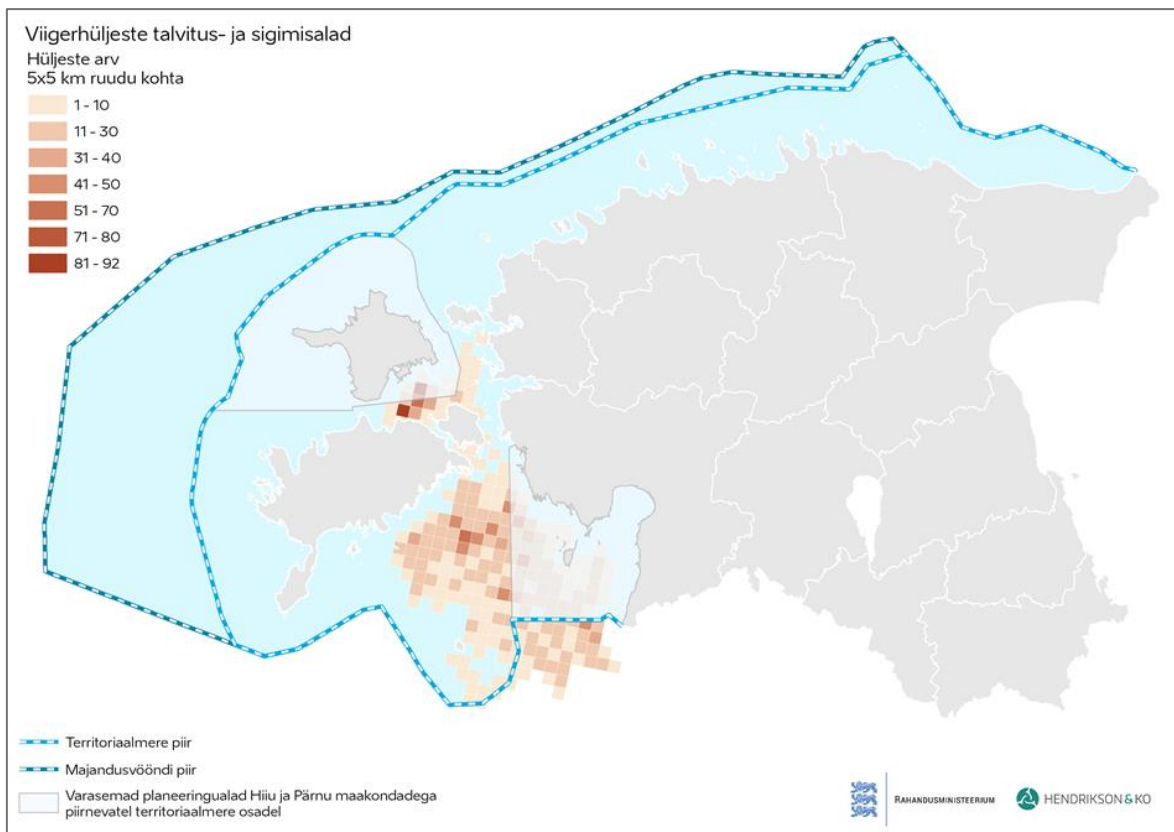 Viigerhüljeste talvitus- ja sigimisalad
Hüljeste arv
5x5 km ruudu kohta
1 - 10
11 - 30
31 - 40
41 - 50
51 - 70
71 - 80
81 - 92
Territoriaalmere piir
Majandusvööndi piir
Varasemad planeeringualad Hiiu ja Pärnu maakondadega
piirnevatel territoriaalmere osadel
RAHANDUSMINISTEERIUM
HENDRIKSON&KO